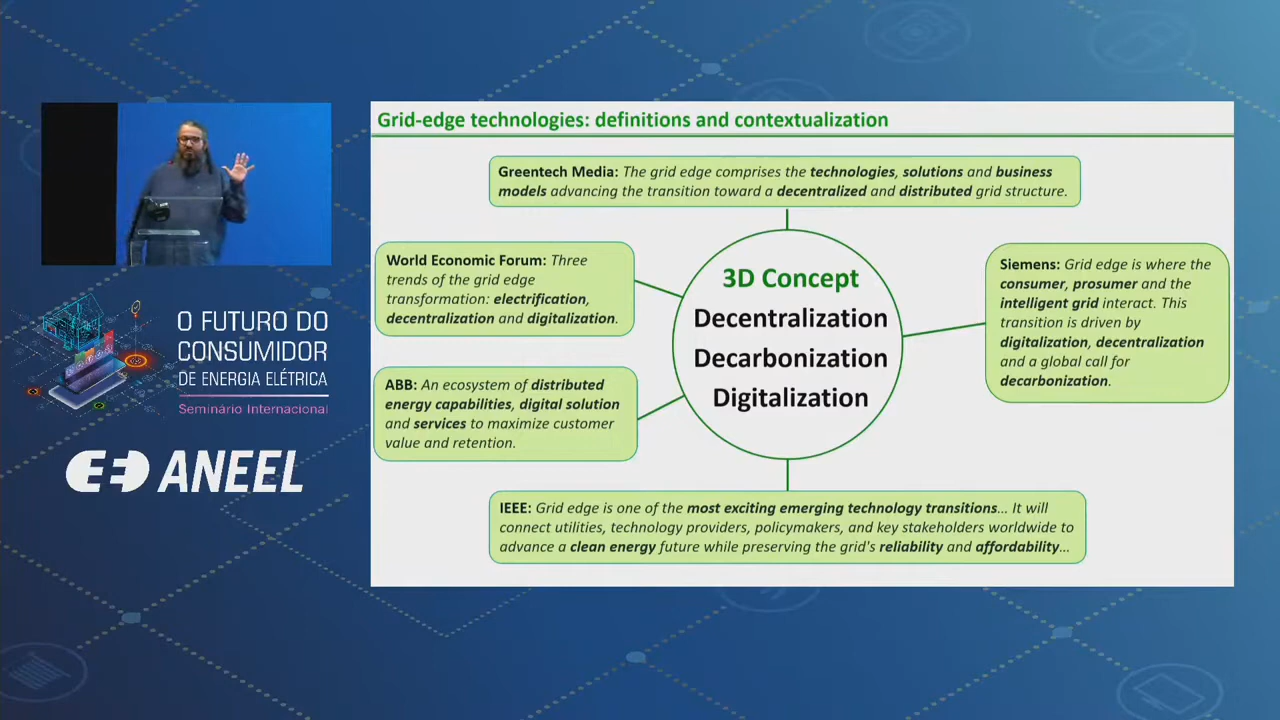 Grid-edge technologies: definitions and contextualization
Greentech Media: The grid edge comprises the technologies, solutions and business
models advancing the transition toward a decentralized and distributed grid structure.
World Economic Forum: Three
trends of the grid edge
transformation: electrification,
decentralization and digitalization.
ABB: An ecosystem of distributed
energy capabilities, digital solution
and services to maximize customer
value and retention.
3D Concept
Decentralization
Decarbonization
Digitalization
Siemens: Grid edge is where the
consumer, prosumer and the
intelligent grid interact. This
transition is driven by
digitalization, decentralization
and a global call for
decarbonization.
IEEE: Grid edge is one of the most exciting emerging technology transitions... It will
connect utilities, technology providers, policymakers, and key stakeholders worldwide to
advance a clean energy future while preserving the grid's reliability and affordability...
O FUTURO DO
CONSUMIDOR
DE ENERGIA ELÉTRICA
Seminário Internacional
ANEEL